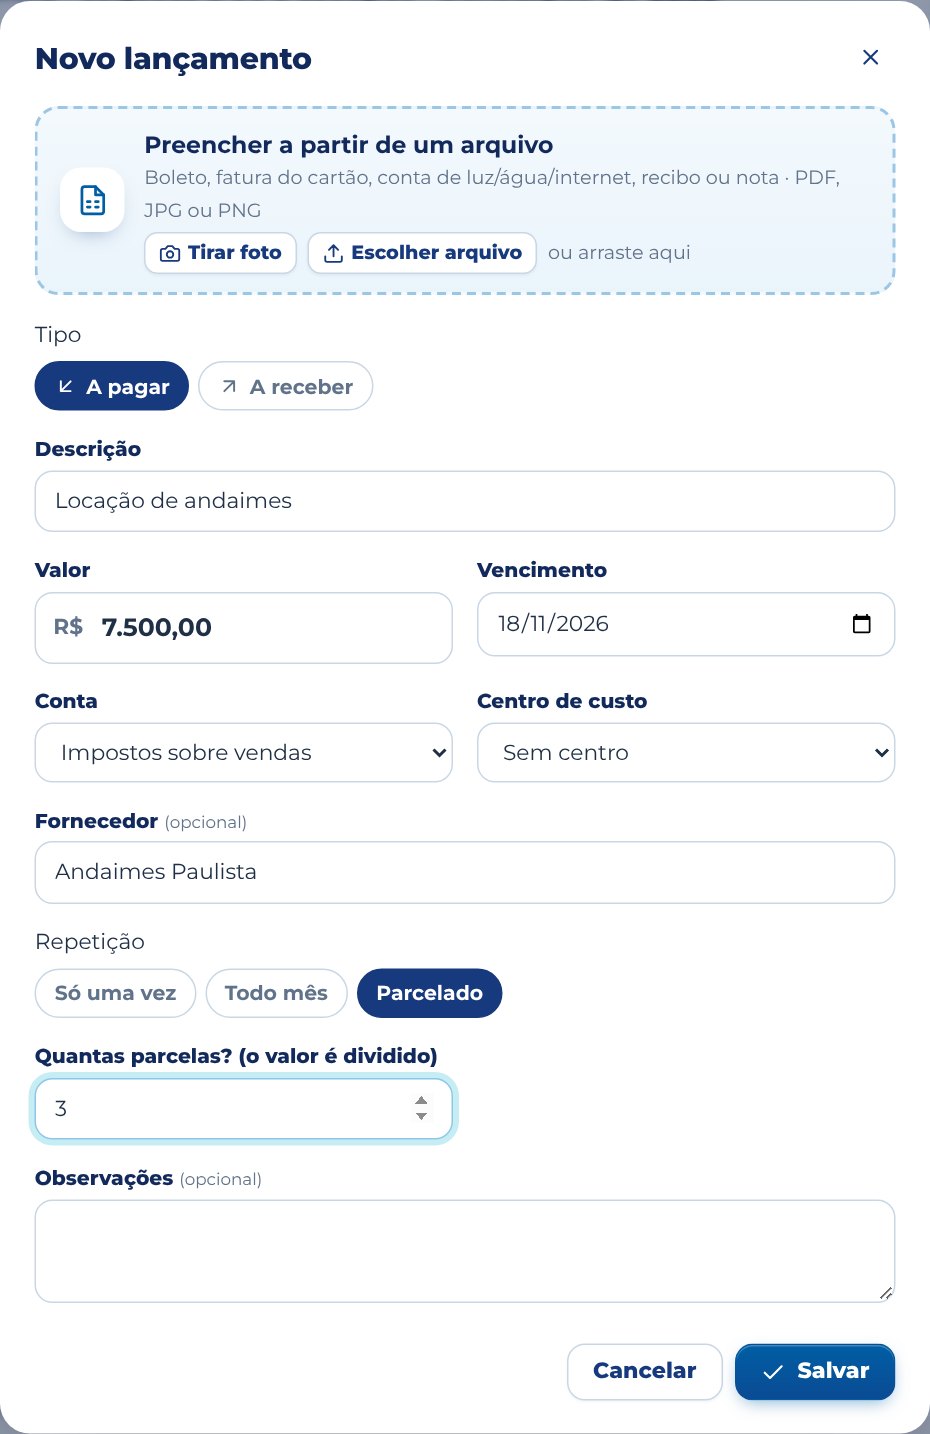 Novo lançamento
Preencher a partir de um arquivo
Boleto, fatura do cartão, conta de luz/água/internet, recibo ou nota · PDF,
JPG ou PNG
Tirar foto Escolher arquivo ou arraste aqui
Tipo
A pagar A receber
Descrição
Locação de andaimes
Valor Vencimento
R$ 7.500,00 18/11/2026
Conta Centro de custo
Impostos sobre vendas Sem centro
Fornecedor (opcional)
Andaimes Paulista
Repetição
Só uma vez Todo mês Parcelado
Quantas parcelas? (o valor é dividido)
3
Observações (opcional)
Cancelar Salvar